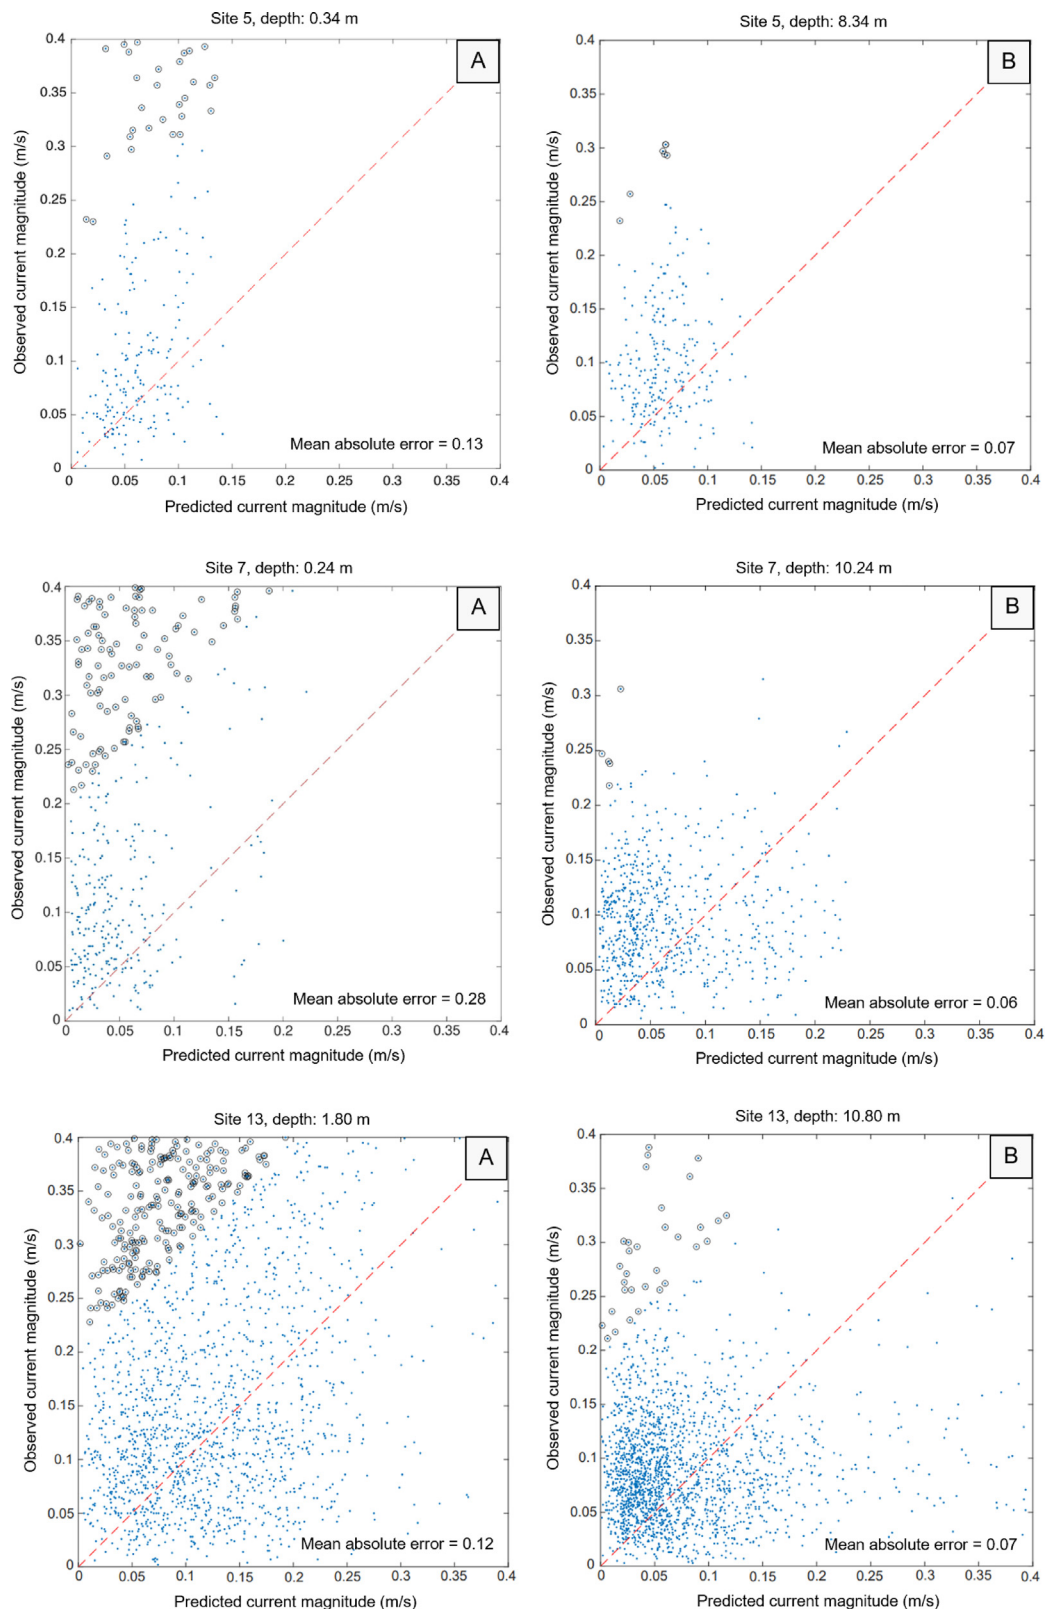 Site 5, depth: 0.34 m
A
0.4
0.35
0.3
0.25
0.2
0.15
0.1
0.05
0
Observed current magnitude (m/s)
Mean absolute error = 0.13
0 0.05 0.1 0.15 0.2 0.25 0.3 0.35 0.4
Predicted current magnitude (m/s)
Site 5, depth: 8.34 m
B
0.4
0.35
0.3
0.25
0.2
0.15
0.1
0.05
0
Observed current magnitude (m/s)
Mean absolute error = 0.07
0 0.05 0.1 0.15 0.2 0.25 0.3 0.35 0.4
Predicted current magnitude (m/s)
Site 7, depth: 0.24 m
A
0.4
0.35
0.3
0.25
0.2
0.15
0.1
0.05
0
Observed current magnitude (m/s)
Mean absolute error = 0.28
0 0.05 0.1 0.15 0.2 0.25 0.3 0.35 0.4
Predicted current magnitude (m/s)
Site 7, depth: 10.24 m
B
0.4
0.35
0.3
0.25
0.2
0.15
0.1
0.05
0
Observed current magnitude (m/s)
Mean absolute error = 0.06
0 0.05 0.1 0.15 0.2 0.25 0.3 0.35 0.4
Predicted current magnitude (m/s)
Site 13, depth: 1.80 m
A
0.4
0.35
0.3
0.25
0.2
0.15
0.1
0.05
0
Observed current magnitude (m/s)
Mean absolute error = 0.12
0 0.05 0.1 0.15 0.2 0.25 0.3 0.35 0.4
Predicted current magnitude (m/s)
Site 13, depth: 10.80 m
B
0.4
0.35
0.3
0.25
0.2
0.15
0.1
0.05
0
Observed current magnitude (m/s)
Mean absolute error = 0.07
0 0.05 0.1 0.15 0.2 0.25 0.3 0.35 0.4
Predicted current magnitude (m/s)